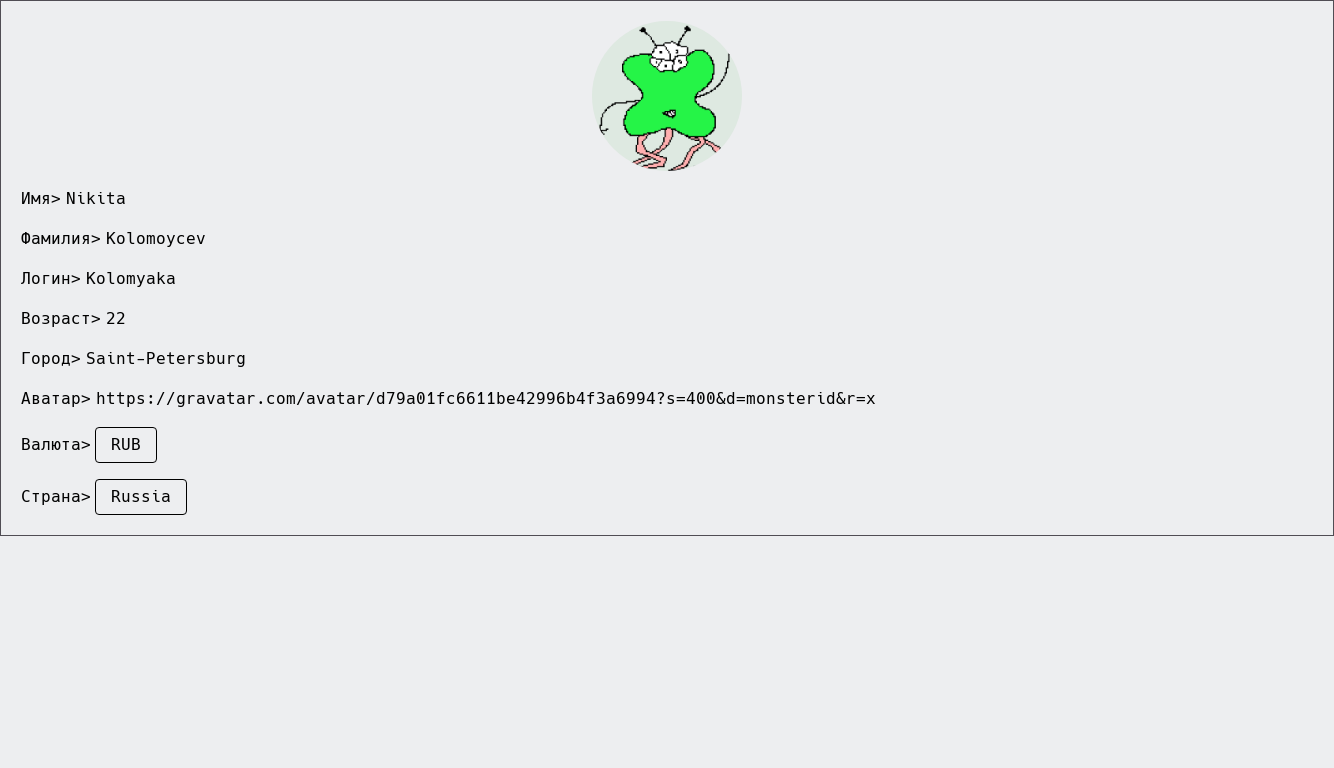 Имя> Nikita
Фамилия> Kolomoycev
Логин> Kolomyaka
Возраст> 22
Город> Saint-Petersburg
Аватар> https://gravatar.com/avatar/d79a01fc6611be42996b4f3a6994?s=400&d=monsterid&r=x
Валюта> RUB
Страна> Russia